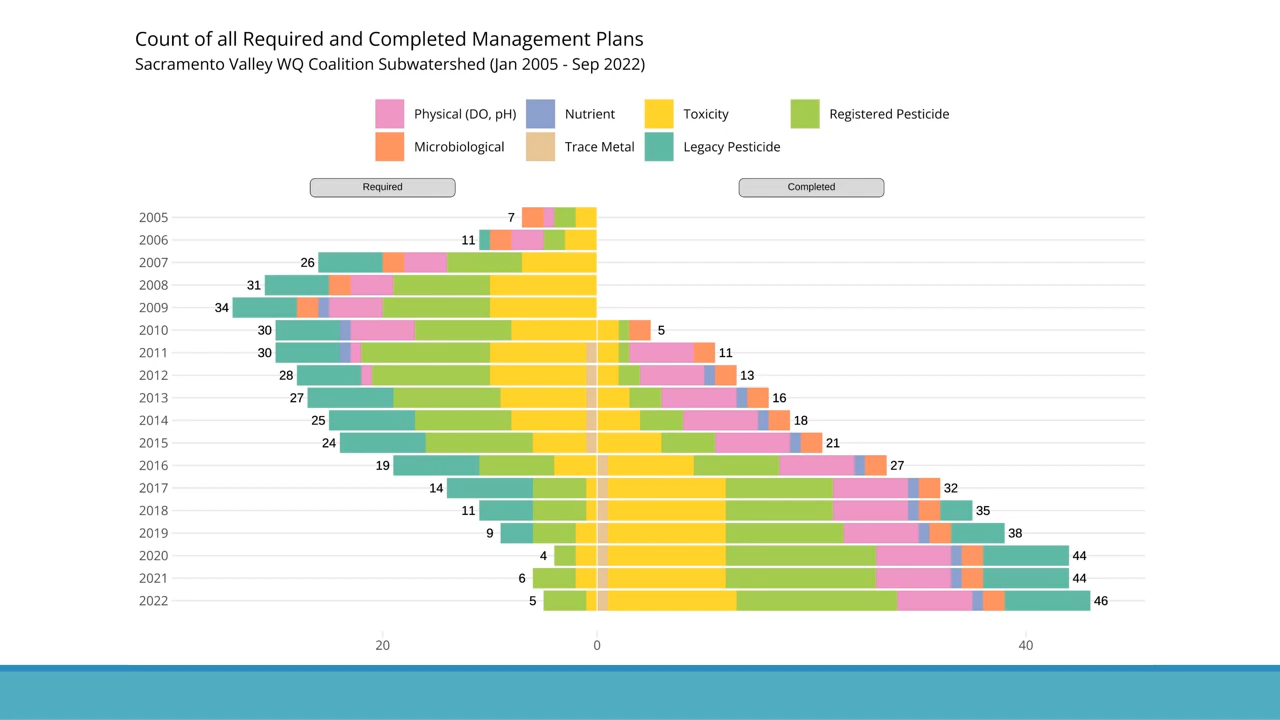 Count of all Required and Completed Management Plans
Sacramento Valley WQ Coalition Subwatershed (Jan 2005 - Sep 2022)
Physical (DO, pH) Nutrient Toxicity Registered Pesticide
Microbiological Trace Metal Legacy Pesticide
Required Completed
2005 7
2006 11
2007 26
2008 31
2009 34
2010 30 5
2011 30 11
2012 28 13
2013 27 16
2014 25 18
2015 24 21
2016 19 27
2017 14 32
2018 11 35
2019 9 38
2020 4 44
2021 6 44
2022 5 46
20 0 40